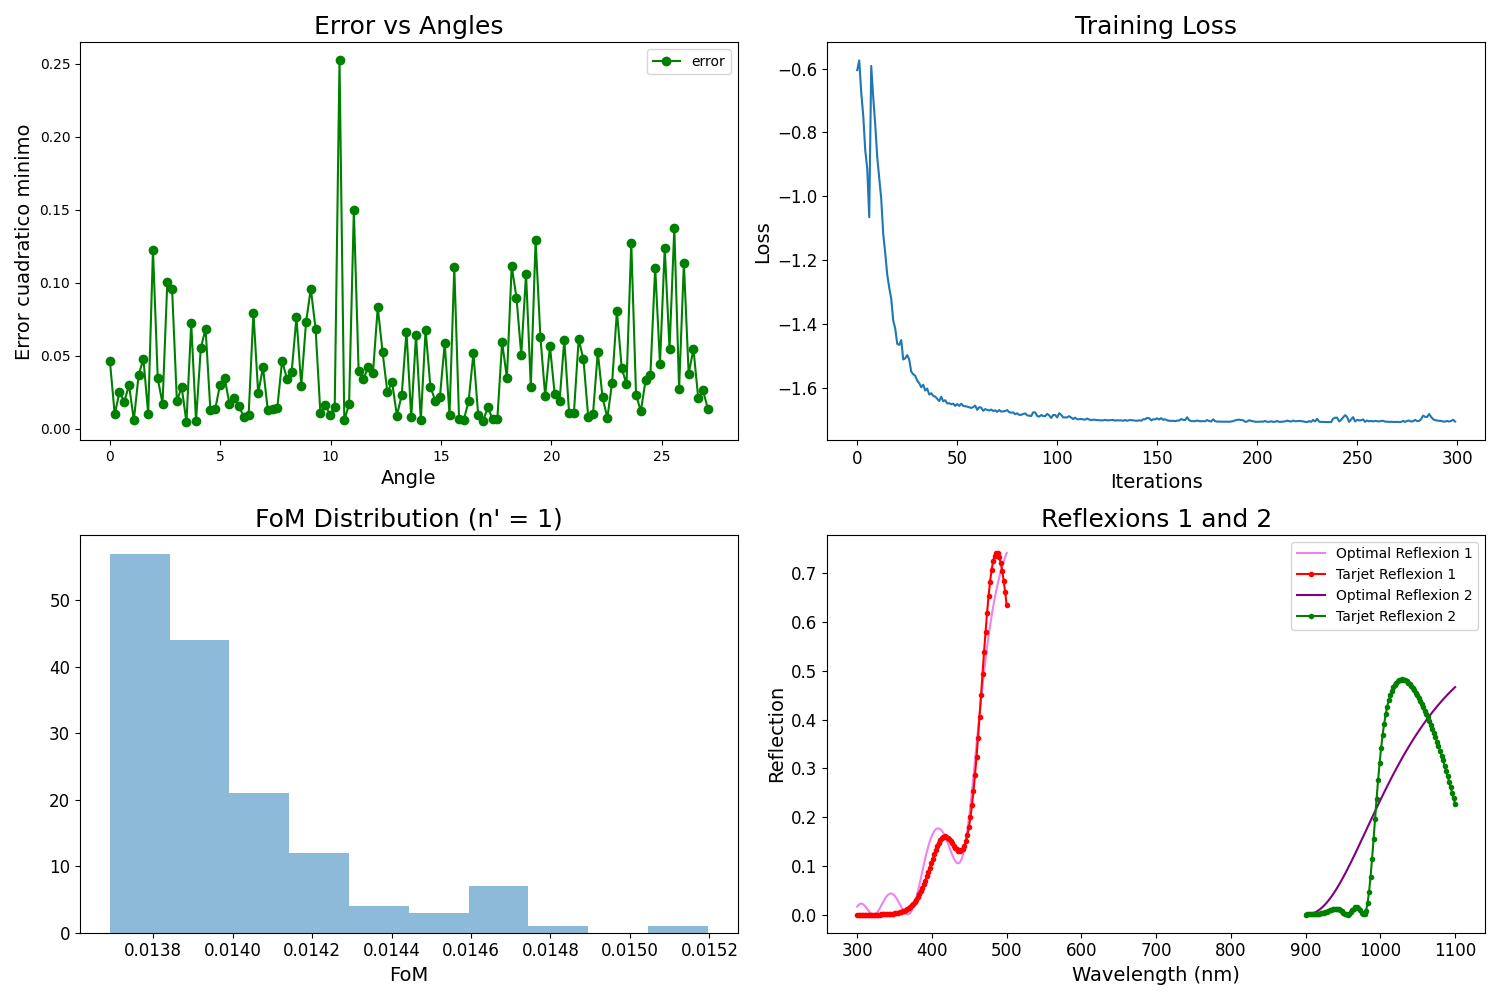 Error vs Angles
Error cuadratico minimo
0.25
0.20
0.15
0.10
0.05
0.00
error
0 5 10 15 20 25
Angle
Training Loss
Loss
−0.6
−0.8
−1.0
−1.2
−1.4
−1.6
0 50 100 150 200 250 300
Iterations
FoM Distribution (n' = 1)
50
40
30
20
10
0
0.0138 0.0140 0.0142 0.0144 0.0146 0.0148 0.0150 0.0152
FoM
Reflexions 1 and 2
Reflection
0.7
0.6
0.5
0.4
0.3
0.2
0.1
0.0
Optimal Reflexion 1
Tarjet Reflexion 1
Optimal Reflexion 2
Tarjet Reflexion 2
300 400 500 600 700 800 900 1000 1100
Wavelength (nm)